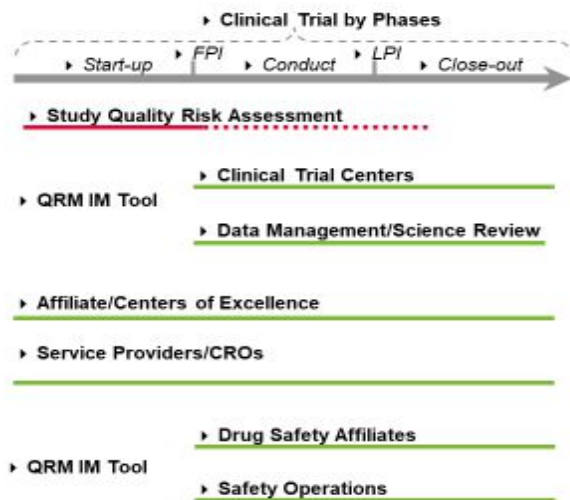 Clinical Trial by Phases
FPI LPI
Start-up Conduct Close-out
Study Quality Risk Assessment
Clinical Trial Centers
QRM IM Tool
Data Management/Science Review
Affiliate/Centers of Excellence
Service Providers/CROs
Drug Safety Affiliates
QRM IM Tool
Safety Operations